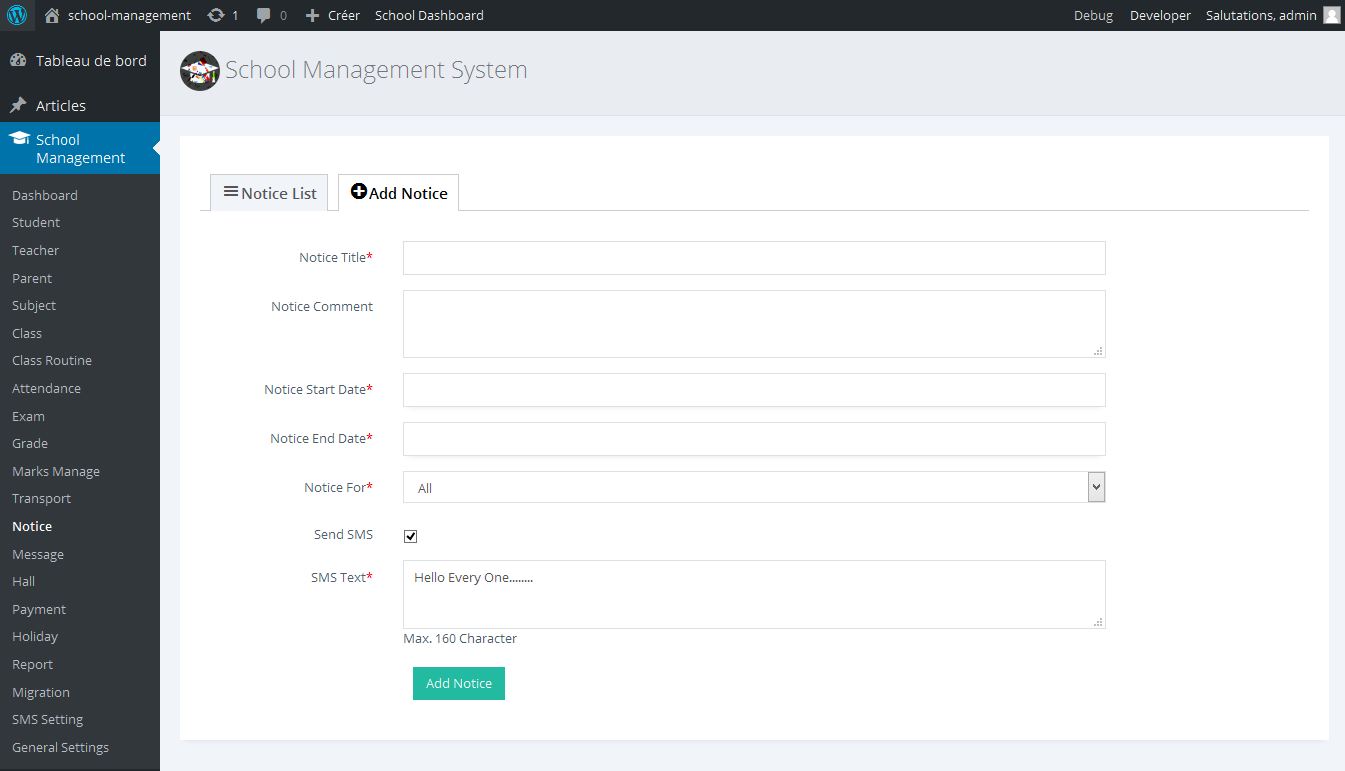 school-management 1 0 Créer School Dashboard Debug Developer Salutations, admin
Tableau de bord
Articles
School
Management
Dashboard
Student
Teacher
Parent
Subject
Class
Class Routine
Attendance
Exam
Grade
Marks Manage
Transport
Notice
Message
Hall
Payment
Holiday
Report
Migration
SMS Setting
General Settings
School Management System
Notice List Add Notice
Notice Title*
Notice Comment
Notice Start Date*
Notice End Date*
Notice For* All
Send SMS
SMS Text* Hello Every One........
Max. 160 Character
Add Notice